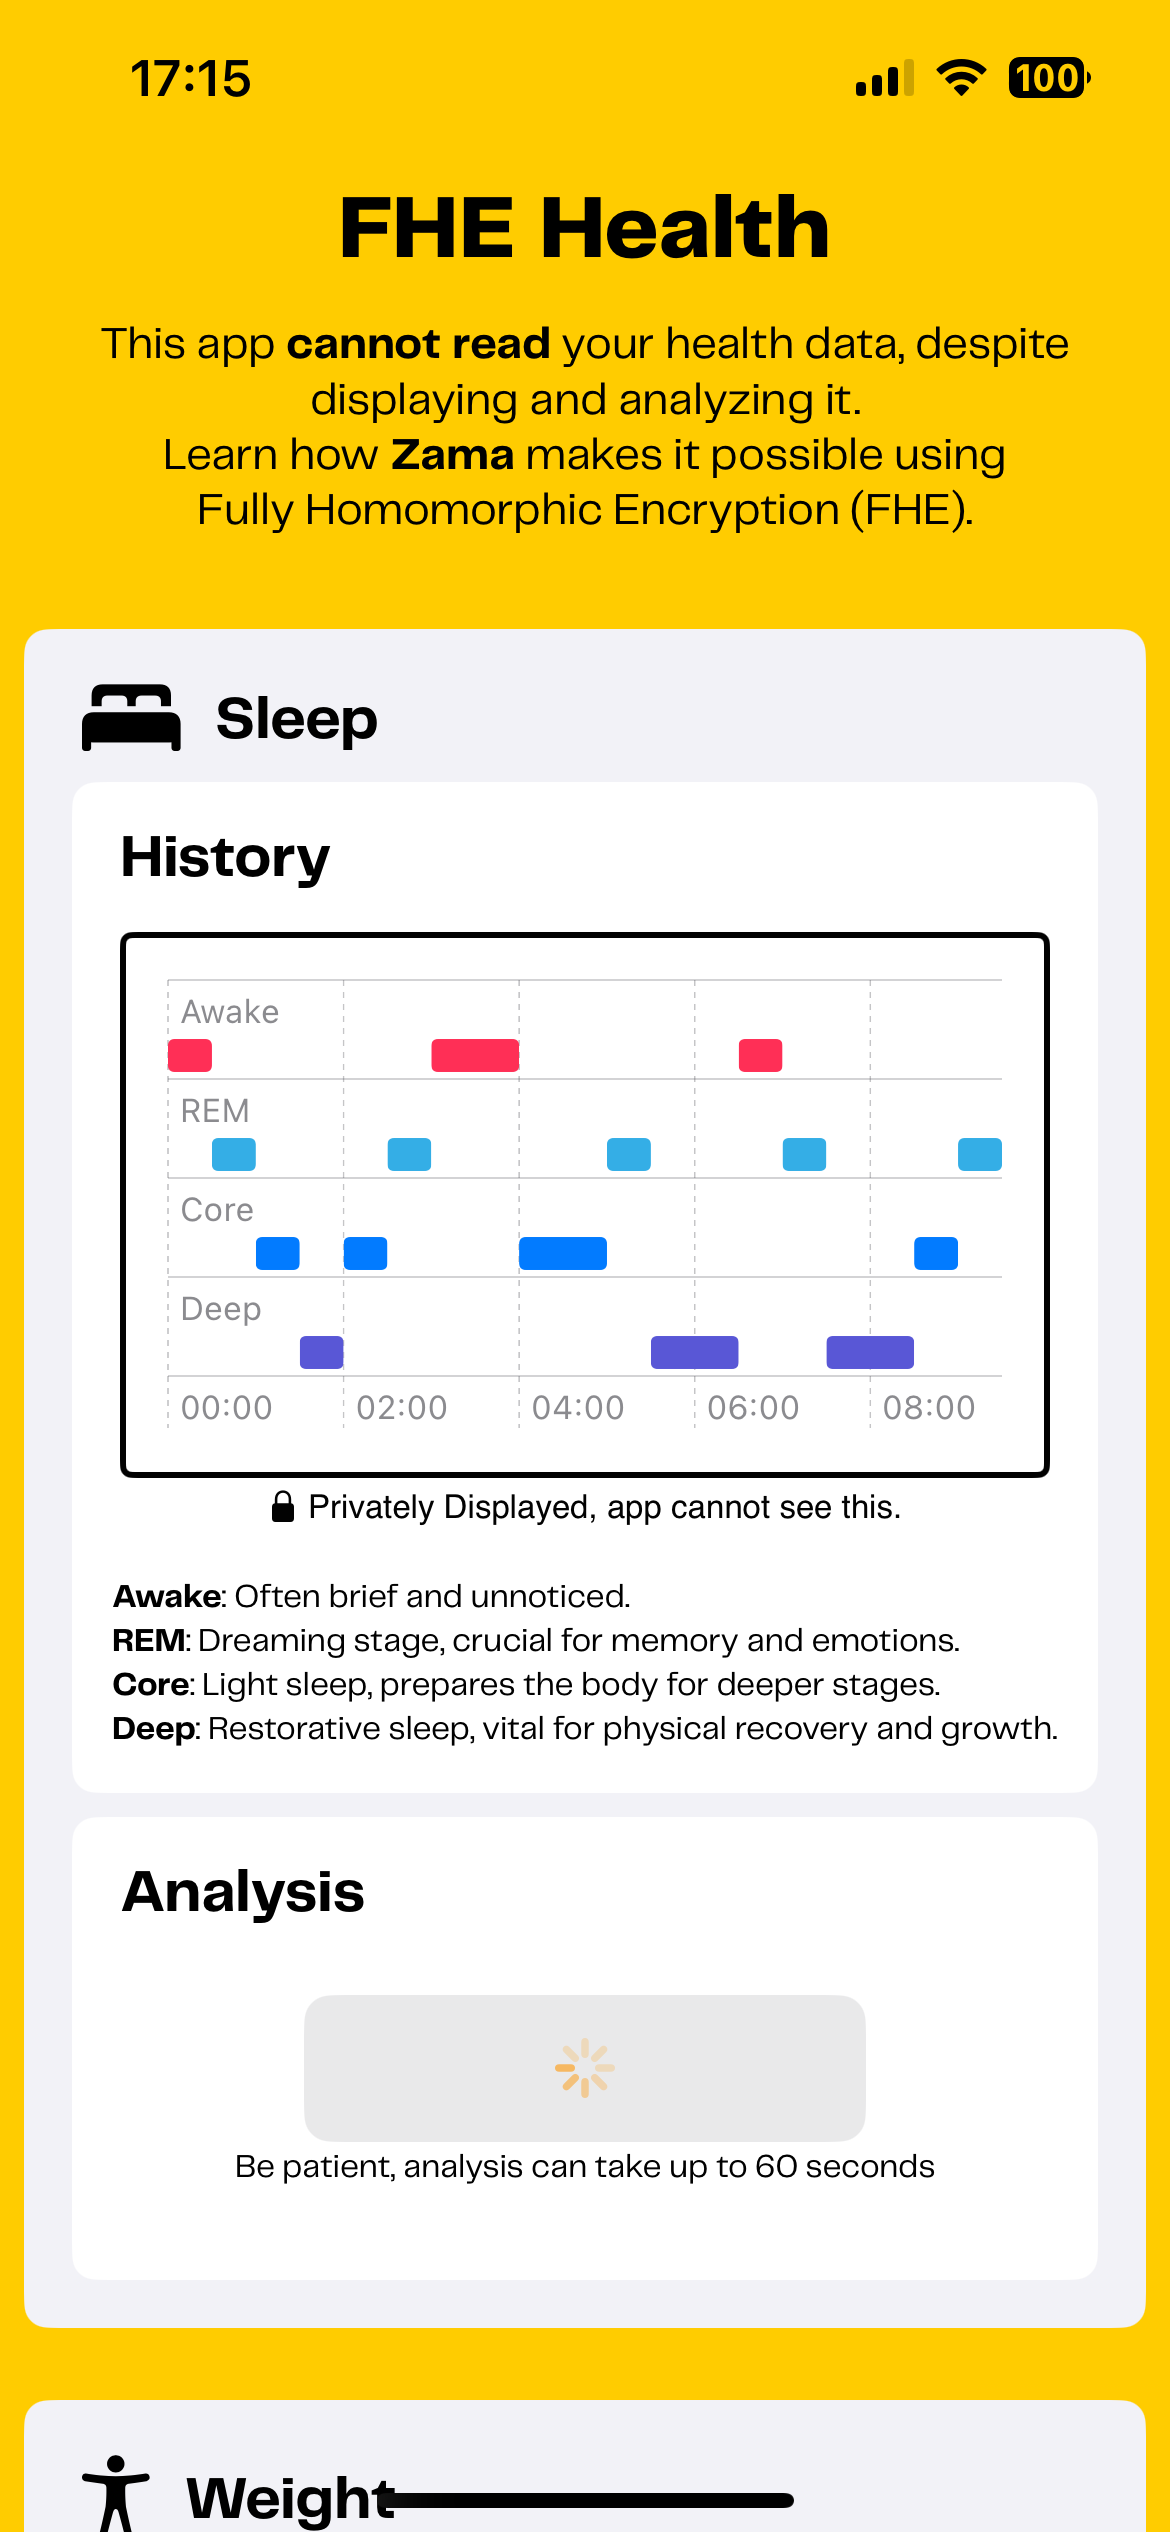 17:15
100
FHE Health
This app cannot read your health data, despite
displaying and analyzing it.
Learn how Zama makes it possible using
Fully Homomorphic Encryption (FHE).
Sleep
History
Awake
REM
Core
Deep
00:00 02:00 04:00 06:00 08:00
Privately Displayed, app cannot see this.
Awake: Often brief and unnoticed.
REM: Dreaming stage, crucial for memory and emotions.
Core: Light sleep, prepares the body for deeper stages.
Deep: Restorative sleep, vital for physical recovery and growth.
Analysis
Be patient, analysis can take up to 60 seconds
Weight